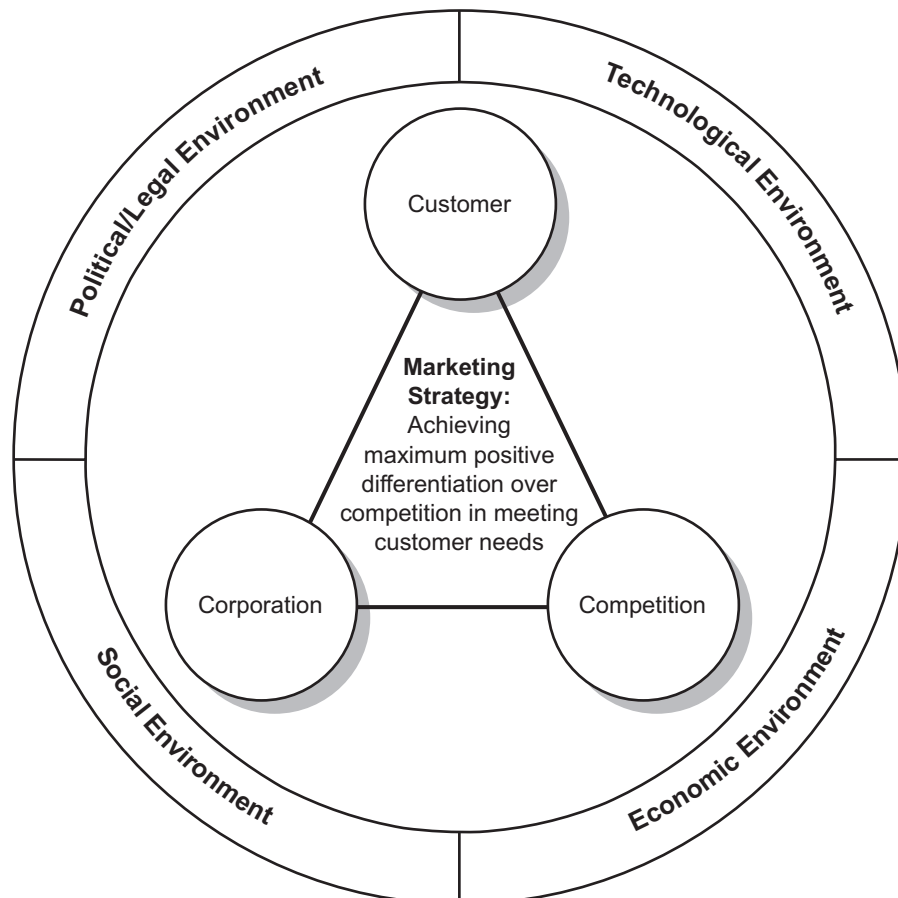 Political/Legal Environment
Technological Environment
Customer
Marketing
Strategy:
Achieving
maximum positive
differentiation over
competition in meeting
customer needs
Corporation
Competition
Social Environment
Economic Environment